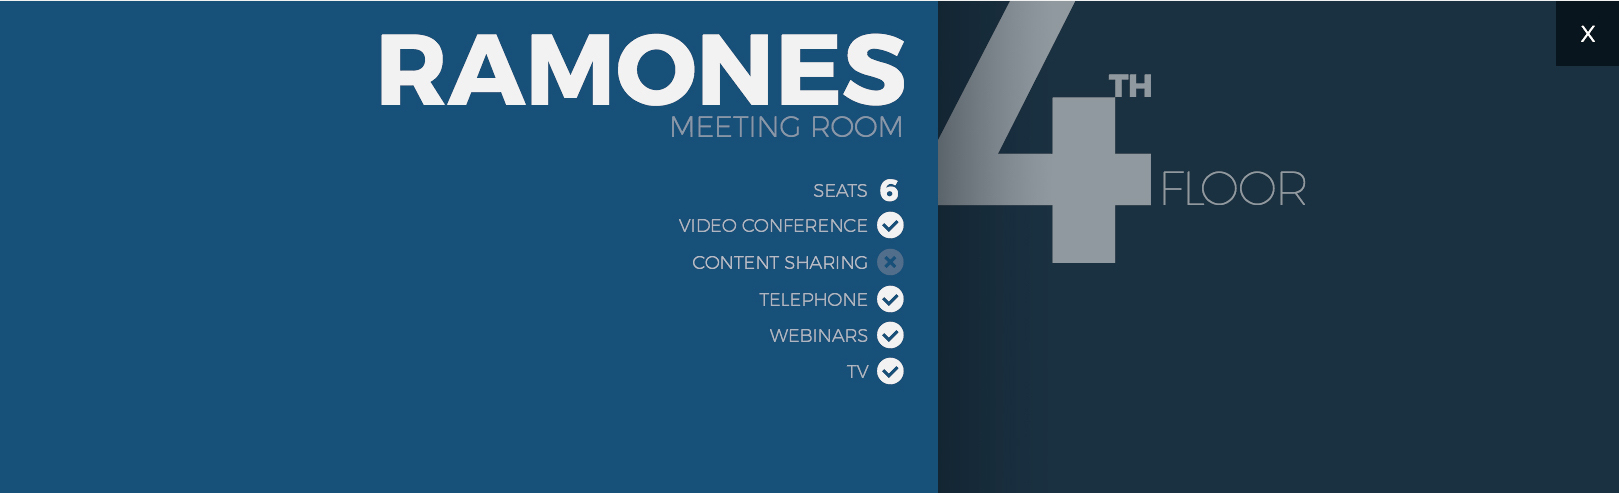 RAMONES
MEETING ROOM
SEATS 6
VIDEO CONFERENCE
CONTENT SHARING
TELEPHONE
WEBINARS
TV
4TH
FLOOR
X